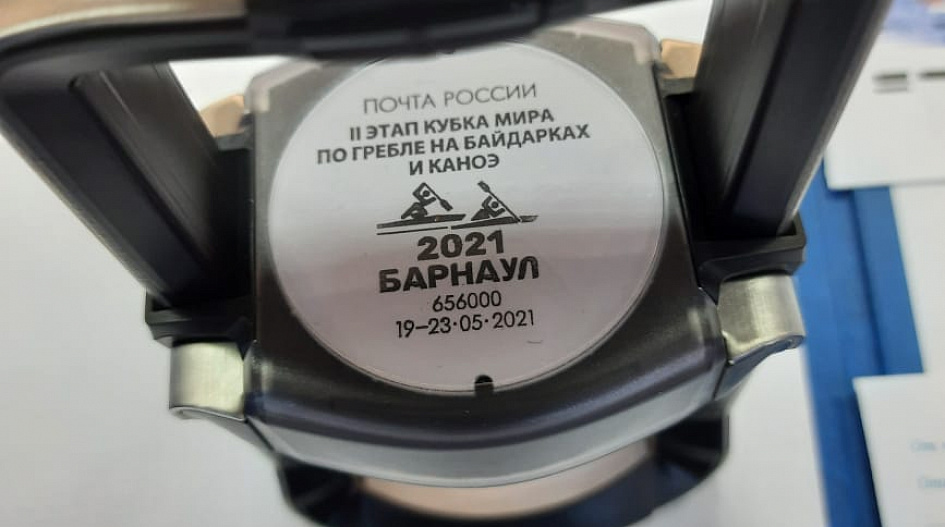 ПОЧТА РОССИИ
II ЭТАП КУБКА МИРА
ПО ГРЕБЛЕ НА БАЙДАРКАХ
И КАНОЭ
2021
БАРНАУЛ
656000
19–23·05·2021